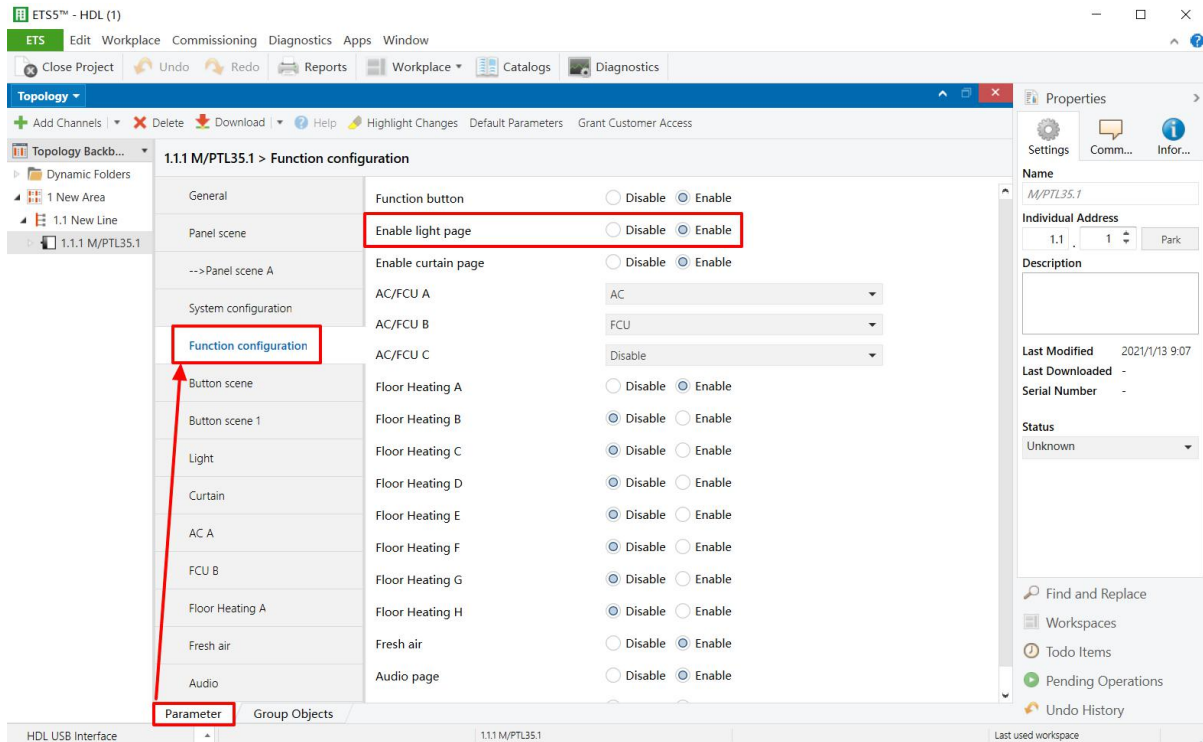 ETS5™ - HDL (1)
ETS Edit Workplace Commissioning Diagnostics Apps Window
Close Project Undo Redo Reports Workplace Catalogs Diagnostics
Topology
Add Channels Delete Download Help Highlight Changes Default Parameters Grant Customer Access
Topology Backb...
Dynamic Folders
1 New Area
1.1 New Line
1.1.1 M/PTL35.1
1.1.1 M/PTL35.1 > Function configuration
General
Panel scene
-->Panel scene A
System configuration
Function configuration
Button scene
Button scene 1
Light
Curtain
AC A
FCU B
Floor Heating A
Fresh air
Audio
Function button Disable Enable
Enable light page Disable Enable
Enable curtain page Disable Enable
AC/FCU A AC
AC/FCU B FCU
AC/FCU C Disable
Floor Heating A Disable Enable
Floor Heating B Disable Enable
Floor Heating C Disable Enable
Floor Heating D Disable Enable
Floor Heating E Disable Enable
Floor Heating F Disable Enable
Floor Heating G Disable Enable
Floor Heating H Disable Enable
Fresh air Disable Enable
Audio page Disable Enable
Parameter Group Objects
Properties
Settings Comm... Infor...
Name
M/PTL35.1
Individual Address
1.1 . 1 Park
Description
Last Modified 2021/1/13 9:07
Last Downloaded -
Serial Number -
Status
Unknown
Find and Replace
Workspaces
Todo Items
Pending Operations
Undo History
HDL USB Interface 1.1.1 M/PTL35.1 Last used workspace